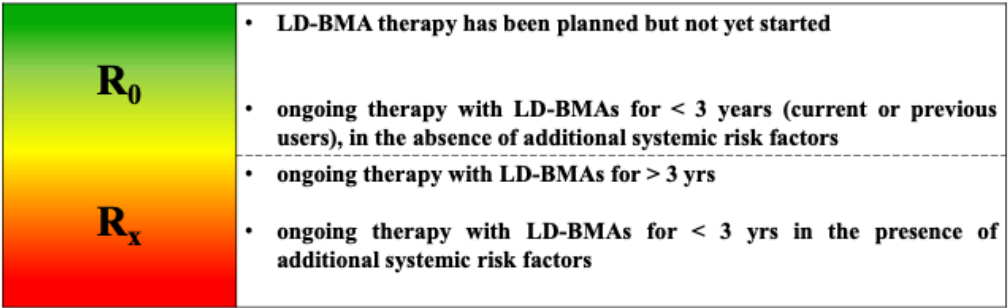 R0
• LD-BMA therapy has been planned but not yet started
• ongoing therapy with LD-BMAs for < 3 years (current or previous
users), in the absence of additional systemic risk factors
Rx
• ongoing therapy with LD-BMAs for > 3 yrs
• ongoing therapy with LD-BMAs for < 3 yrs in the presence of
additional systemic risk factors